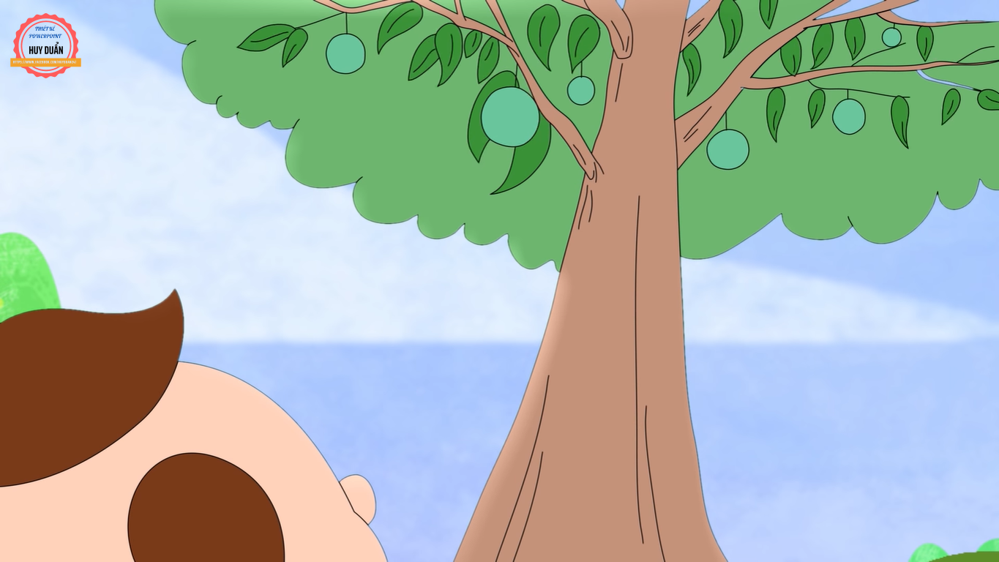 THIẾT KẾ
POWERPOINT
HUY DUẨN